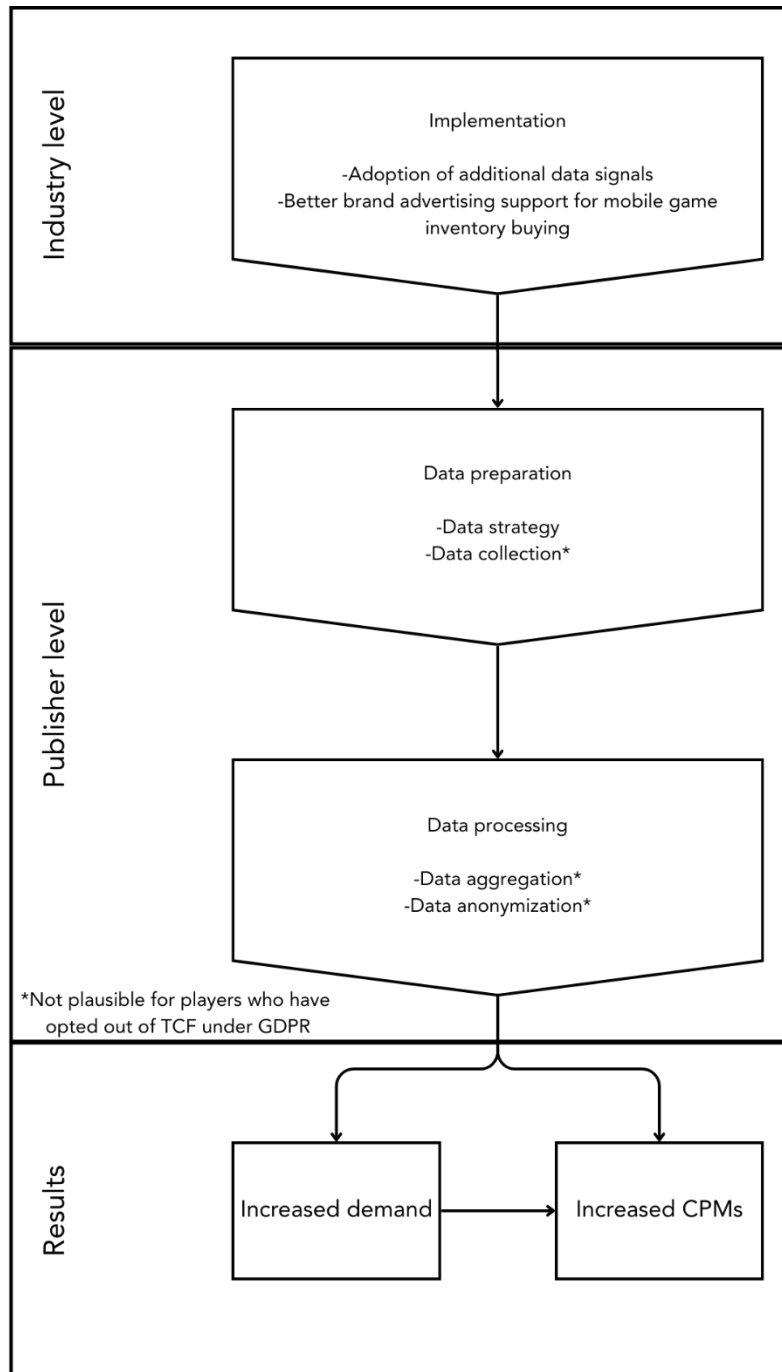 Industry level
Implementation
-Adoption of additional data signals
-Better brand advertising support for mobile game
inventory buying
Publisher level
Data preparation
-Data strategy
-Data collection*
Data processing
-Data aggregation*
-Data anonymization*
*Not plausible for players who have
opted out of TCF under GDPR
Results
Increased demand
Increased CPMs